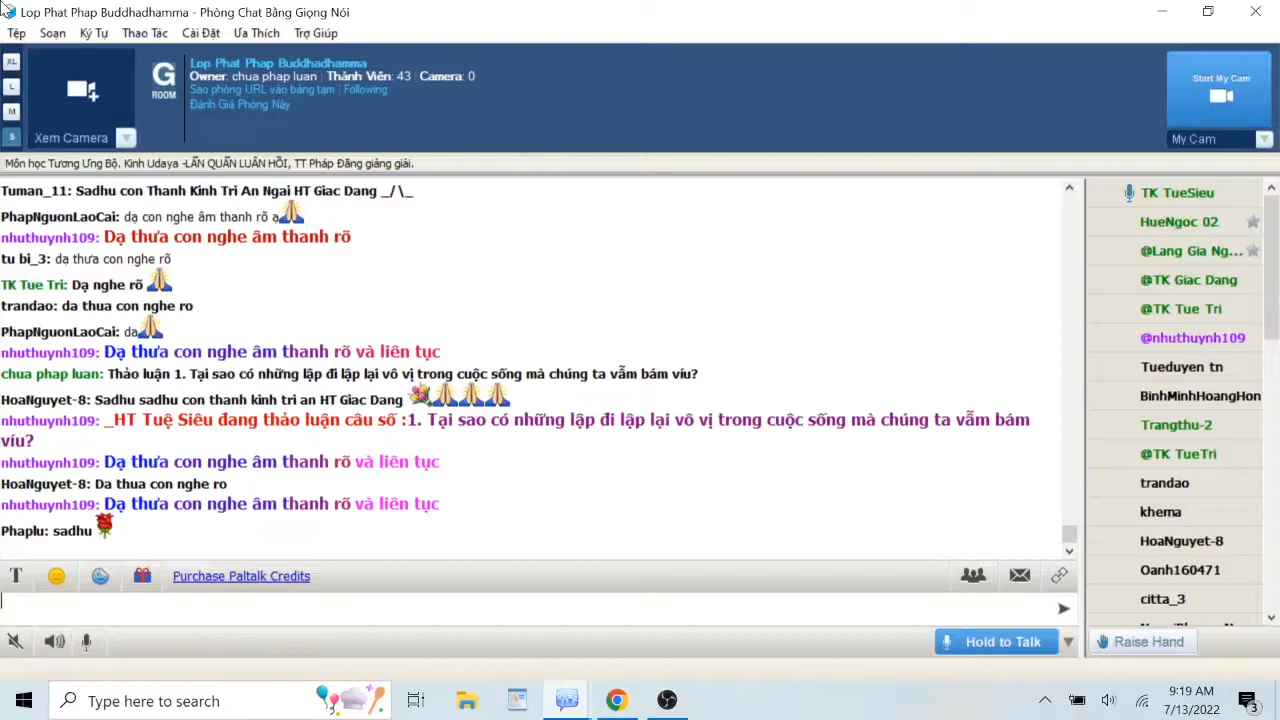 Lop Phat Phap Buddhadhamma - Phòng Chat Bằng Giọng Nói
Tệp Soạn Ký Tự Thao Tác Cài Đặt Ưa Thích Trợ Giúp
XL
L
M
S
Xem Camera
G
ROOM
Lop Phat Phap Buddhadhamma
Owner: chua phap luan | Thành Viên: 43 | Camera: 0
Sao phòng URL vào bảng tạm | Following
Đánh Giá Phòng Này
Start My Cam
My Cam
Môn học Tương Ưng Bộ. Kinh Udaya -LẨN QUẨN LUÂN HỒI, TT Pháp Đăng giảng giải.
Tuman_11: Sadhu con Thanh Kinh Tri An Ngai HT Giac Dang _/\_
PhapNguonLaoCai: dạ con nghe âm thanh rõ ạ
nhuthuynh109: Dạ thưa con nghe âm thanh rõ
tu bi_3: dạ thưa con nghe rõ
TK Tue Tri: Dạ nghe rõ
trandao: da thua con nghe ro
PhapNguonLaoCai: dạ
nhuthuynh109: Dạ thưa con nghe âm thanh rõ và liên tục
chua phap luan: Thảo luận 1. Tại sao có những lập đi lập lại vô vị trong cuộc sống mà chúng ta vẫm bám víu?
HoaNguyet-8: Sadhu sadhu con thanh kình tri an HT Giac Dang
nhuthuynh109: _HT Tuệ Siêu đang thảo luận câu số :1. Tại sao có những lập đi lập lại vô vị trong cuộc sống mà chúng ta vẫm bám
víu?
nhuthuynh109: Dạ thưa con nghe âm thanh rõ và liên tục
HoaNguyet-8: Da thua con nghe ro
nhuthuynh109: Dạ thưa con nghe âm thanh rõ và liên tục
Phaplu: sadhu
Purchase Paltalk Credits
Hold to Talk
TK TueSieu
HueNgoc 02
@Lang Gia Ng...
@TK Giac Dang
@TK Tue Tri
@nhuthuynh109
Tueduyen tn
BinhMinhHoangHon
Trangthu-2
@TK TueTri
trandao
khema
HoaNguyet-8
Oanh160471
citta_3
Raise Hand
Type here to search
9:19 AM
7/13/2022
3